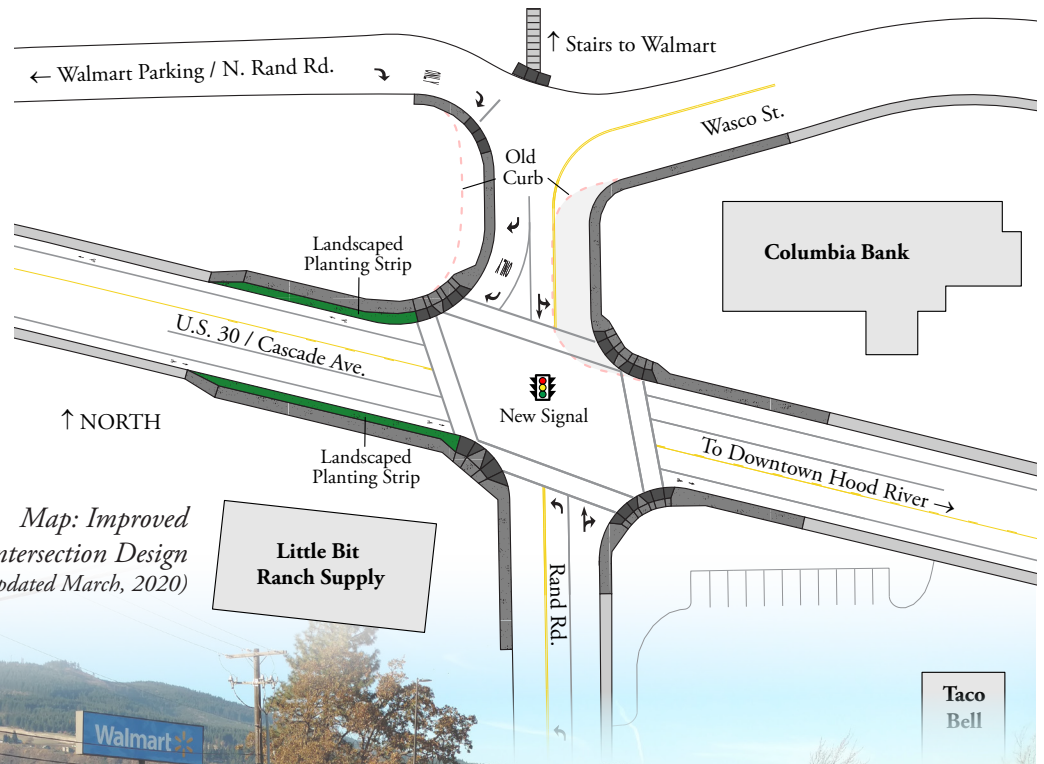 ↑ Stairs to Walmart
← Walmart Parking / N. Rand Rd.
ONLY
Wasco St.
Old
Curb
Landscaped
Planting Strip
Columbia Bank
ONLY
U.S. 30 / Cascade Ave.
New Signal
↑ NORTH
To Downtown Hood River →
Landscaped
Planting Strip
Map: Improved
ntersection Design
pdated March, 2020)
Little Bit
Ranch Supply
Rand Rd.
Taco
Bell
Walmart